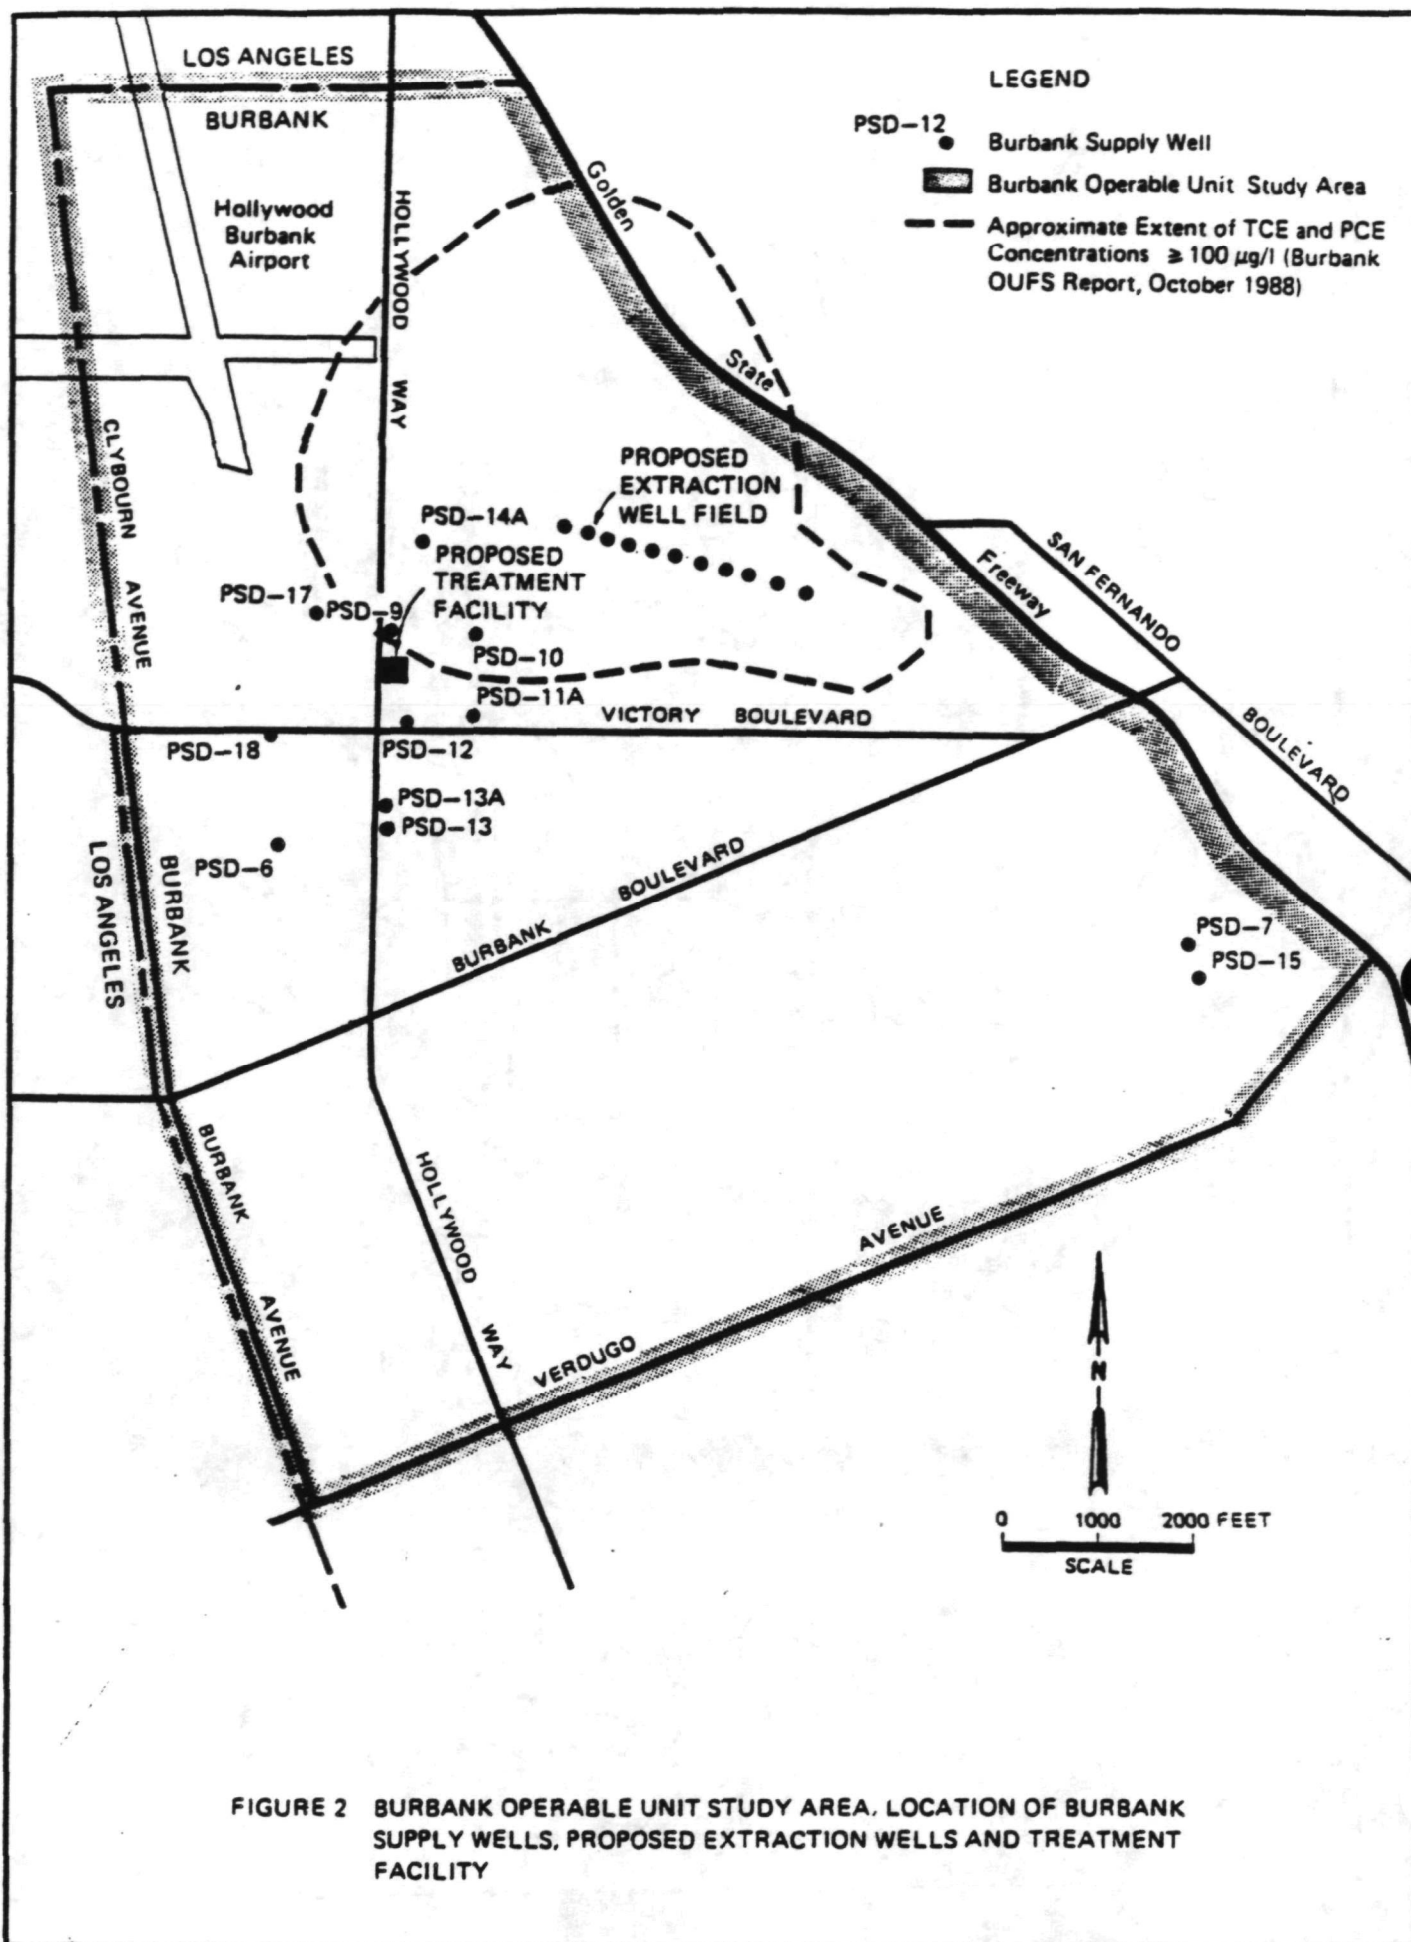 LOS ANGELES
BURBANK
Hollywood
Burbank
Airport
HOLLYWOOD
WAY
Golden
State
Freeway
LEGEND
PSD-12
Burbank Supply Well
Burbank Operable Unit Study Area
Approximate Extent of TCE and PCE
Concentrations ≥ 100 µg/l (Burbank
OUFS Report, October 1988)
CLYBOURN
AVENUE
PROPOSED
EXTRACTION
WELL FIELD
PSD-14A
PROPOSED
TREATMENT
FACILITY
PSD-17
PSD-9
PSD-10
PSD-11A
SAN FERNANDO
BOULEVARD
VICTORY BOULEVARD
PSD-18
PSD-12
PSD-13A
PSD-13
PSD-6
LOS ANGELES
BURBANK
BURBANK
BOULEVARD
PSD-7
PSD-15
BURBANK
AVENUE
HOLLYWOOD
WAY
VERDUGO
AVENUE
N
0 1000 2000 FEET
SCALE
FIGURE 2 BURBANK OPERABLE UNIT STUDY AREA, LOCATION OF BURBANK
SUPPLY WELLS, PROPOSED EXTRACTION WELLS AND TREATMENT
FACILITY